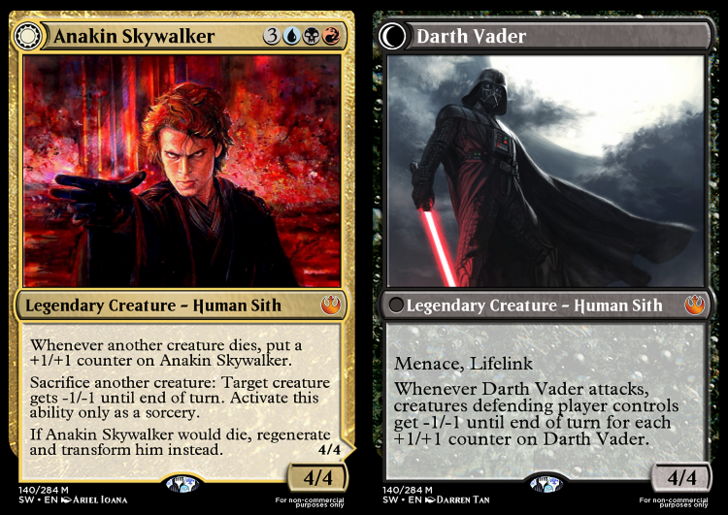 Anakin Skywalker 3
Legendary Creature – Human Sith
Whenever another creature dies, put a
+1/+1 counter on Anakin Skywalker.
Sacrifice another creature: Target creature
gets -1/-1 until end of turn. Activate this
ability only as a sorcery.
If Anakin Skywalker would die, regenerate
and transform him instead.
4/4
4/4
140/284 M
SW • EN Ariel Ioana
For non-commercial
purposes only
Darth Vader
Legendary Creature – Human Sith
Menace, Lifelink
Whenever Darth Vader attacks,
creatures defending player controls
get -1/-1 until end of turn for each
+1/+1 counter on Darth Vader.
4/4
140/284 M
SW • EN Darren Tan
For non-commercial
purposes only